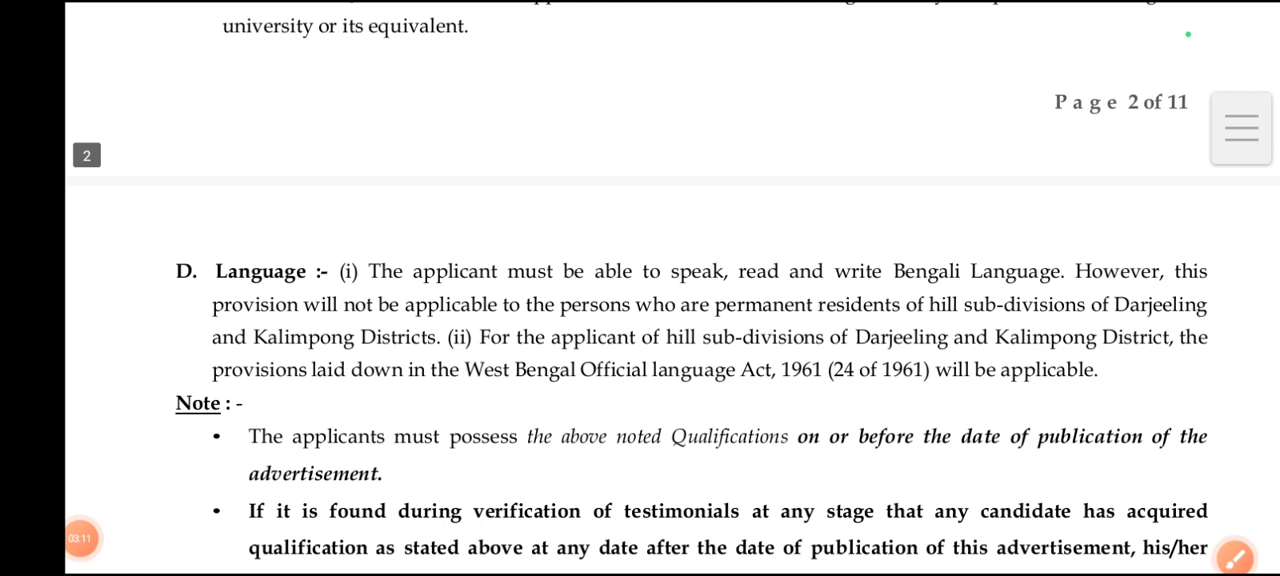 university or its equivalent.
Page 2 of 11
2
D. Language :- (i) The applicant must be able to speak, read and write Bengali Language. However, this
provision will not be applicable to the persons who are permanent residents of hill sub-divisions of Darjeeling
and Kalimpong Districts. (ii) For the applicant of hill sub-divisions of Darjeeling and Kalimpong District, the
provisions laid down in the West Bengal Official language Act, 1961 (24 of 1961) will be applicable.
Note : -
• The applicants must possess the above noted Qualifications on or before the date of publication of the
advertisement.
• If it is found during verification of testimonials at any stage that any candidate has acquired
qualification as stated above at any date after the date of publication of this advertisement, his/her
03:11